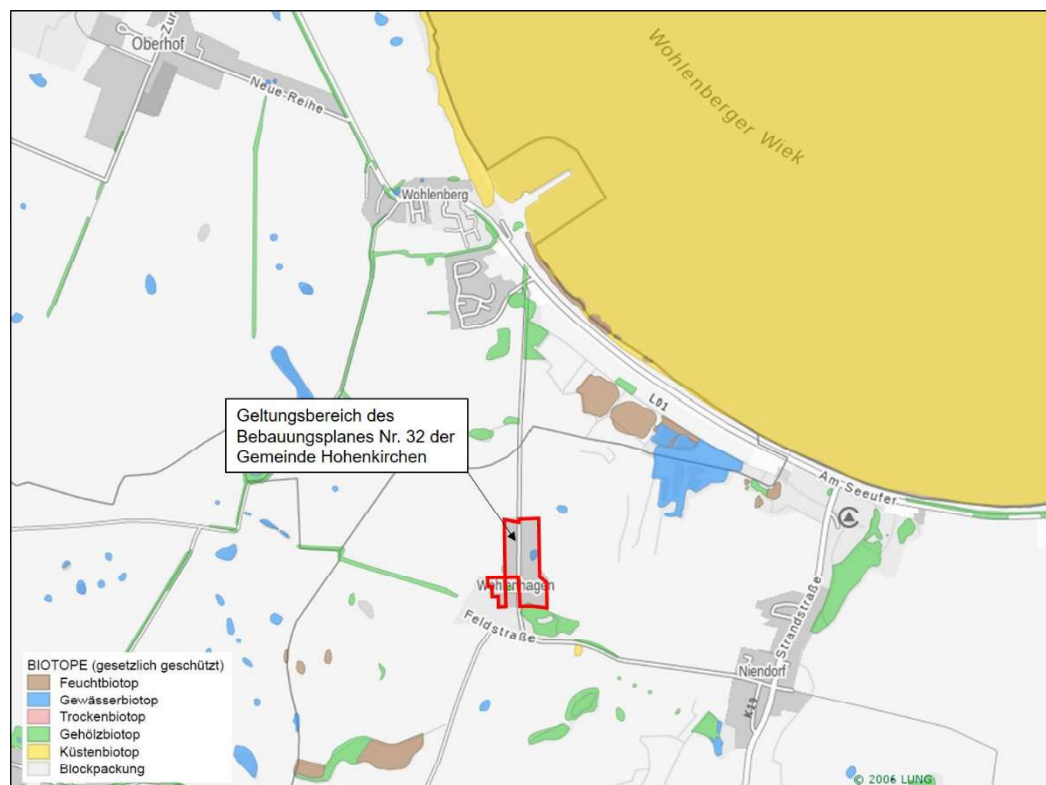 Oberhof
Zur
Neue-Reihe
Wohlenberger Wiek
Wohlenberg
Geltungsbereich des
Bebauungsplanes Nr. 32 der
Gemeinde Hohenkirchen
L01
Am Seeufer
Wohlenhagen
Feldstraße
Strandstraße
Niendorf
K19
BIOTOPE (gesetzlich geschützt)
Feuchtbiotop
Gewässerbiotop
Trockenbiotop
Gehölzbiotop
Küstenbiotop
Blockpackung
© 2006 LUNG